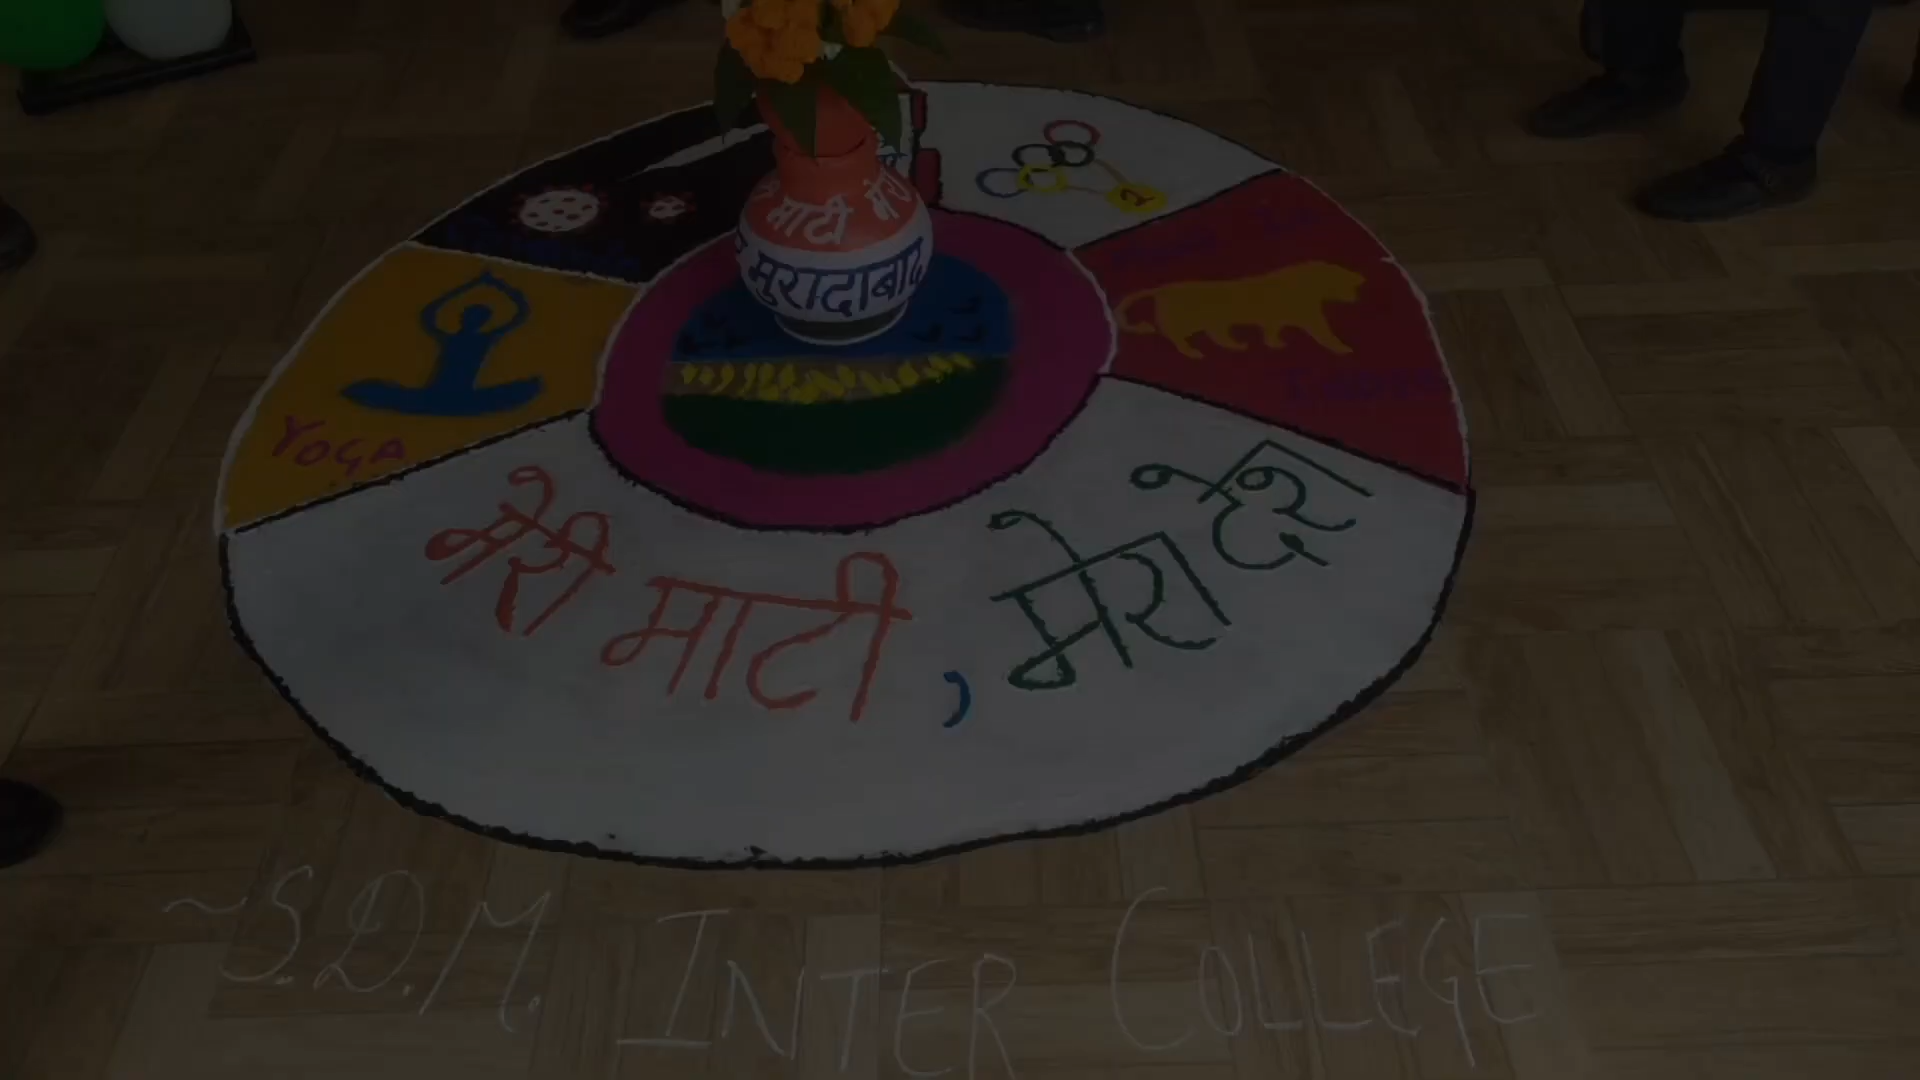 माटी मेरा
मुरादाबाद
YOGA
मेरी माटी , मेरा देश
~S.D.M. INTER COLLEGE